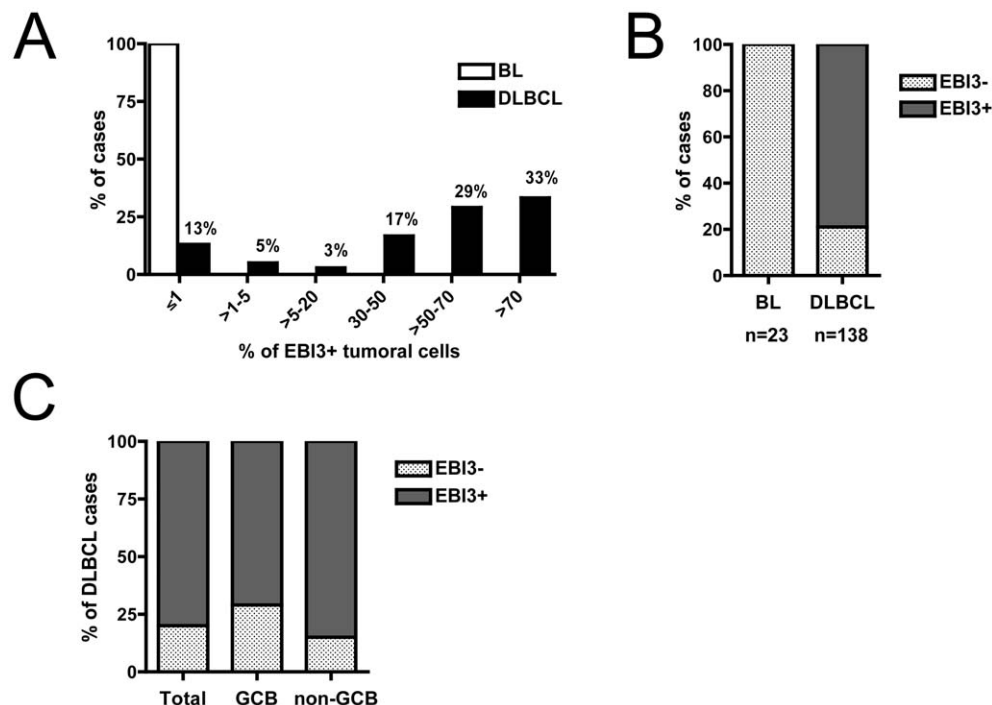 A
100
75
50
25
0
% of cases
BL
DLBCL
13%
5%
3%
17%
29%
33%
≤1
>1-5
>5-20
30-50
>50-70
>70
% of EBI3+ tumoral cells
B
100
80
60
40
20
0
% of cases
EBI3-
EBI3+
BL DLBCL
n=23 n=138
C
100
75
50
25
0
% of DLBCL cases
EBI3-
EBI3+
Total GCB non-GCB